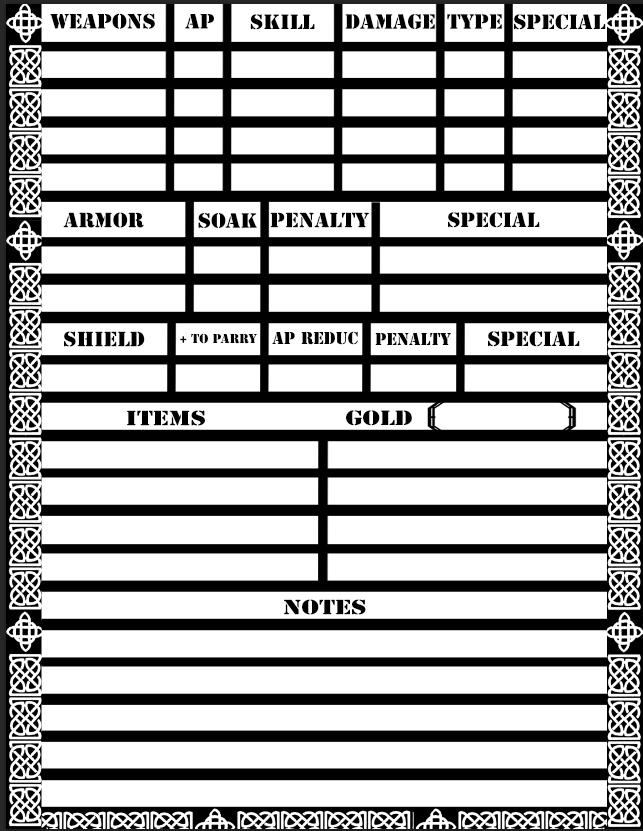 WEAPONS AP SKILL DAMAGE TYPE SPECIAL
ARMOR SOAK PENALTY SPECIAL
SHIELD + TO PARRY AP REDUC PENALTY SPECIAL
ITEMS GOLD
NOTES